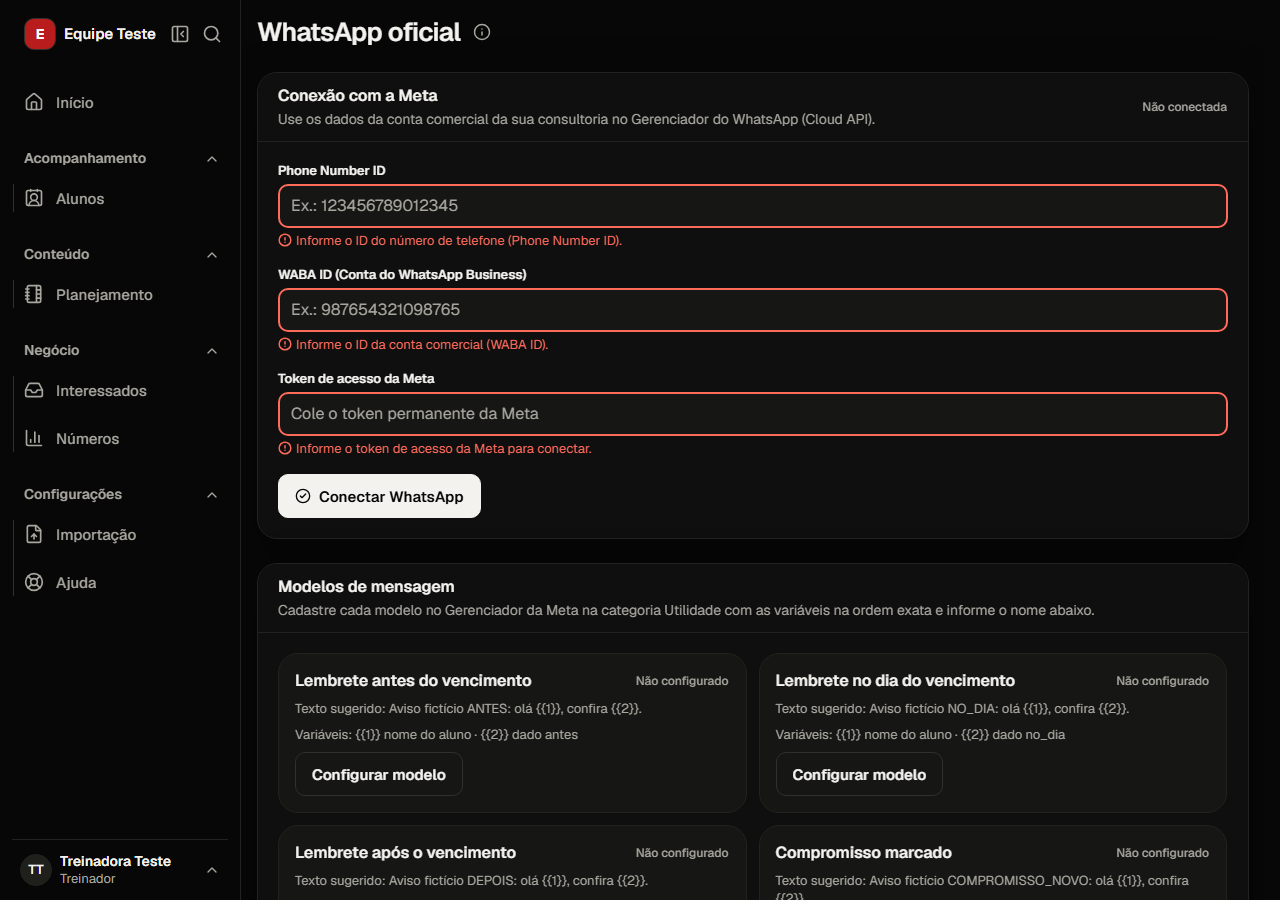 E
Equipe Teste
Início
Acompanhamento
Alunos
Conteúdo
Planejamento
Negócio
Interessados
Números
Configurações
Importação
Ajuda
TT
Treinadora Teste
Treinador
WhatsApp oficial
Conexão com a Meta
Use os dados da conta comercial da sua consultoria no Gerenciador do WhatsApp (Cloud API).
Não conectada
Phone Number ID
Ex.: 123456789012345
Informe o ID do número de telefone (Phone Number ID).
WABA ID (Conta do WhatsApp Business)
Ex.: 987654321098765
Informe o ID da conta comercial (WABA ID).
Token de acesso da Meta
Cole o token permanente da Meta
Informe o token de acesso da Meta para conectar.
Conectar WhatsApp
Modelos de mensagem
Cadastre cada modelo no Gerenciador da Meta na categoria Utilidade com as variáveis na ordem exata e informe o nome abaixo.
Lembrete antes do vencimento
Não configurado
Texto sugerido: Aviso fictício ANTES: olá {{1}}, confira {{2}}.
Variáveis: {{1}} nome do aluno · {{2}} dado antes
Configurar modelo
Lembrete no dia do vencimento
Não configurado
Texto sugerido: Aviso fictício NO_DIA: olá {{1}}, confira {{2}}.
Variáveis: {{1}} nome do aluno · {{2}} dado no_dia
Configurar modelo
Lembrete após o vencimento
Não configurado
Texto sugerido: Aviso fictício DEPOIS: olá {{1}}, confira {{2}}.
Compromisso marcado
Não configurado
Texto sugerido: Aviso fictício COMPROMISSO_NOVO: olá {{1}}, confira
{{2}}.